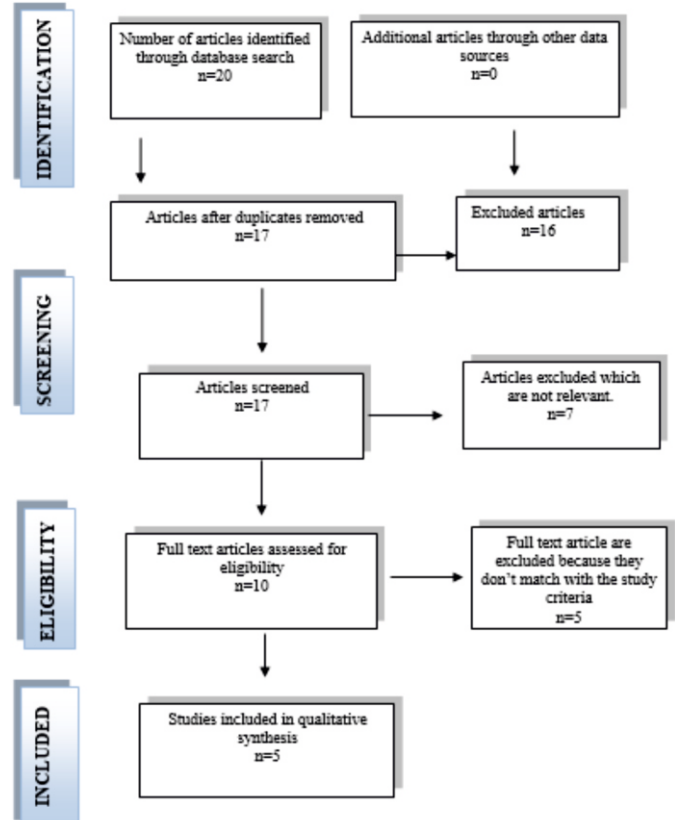 IDENTIFICATION
Number of articles identified
through database search
n=20
Additional articles through other data
sources
n=0
Articles after duplicates removed
n=17
Excluded articles
n=16
SCREENING
Articles screened
n=17
Articles excluded which
are not relevant.
n=7
ELIGIBILITY
Full text articles assessed for
eligibility
n=10
Full text article are
excluded because they
don’t match with the study
criteria
n=5
INCLUDED
Studies included in qualitative
synthesis
n=5